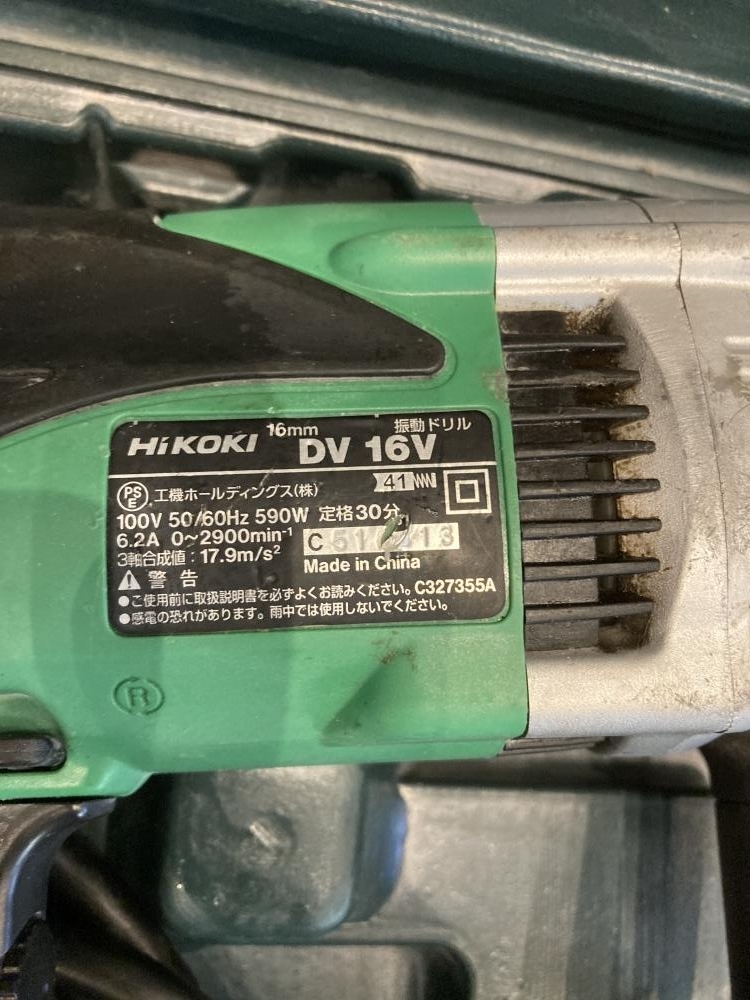 HiKOKI 16mm DV 16V 振動ドリル
PSE 工機ホールディングス(株) 41
100V 50/60Hz 590W 定格30分
6.2A 0~2900min⁻¹ C
3軸合成値:17.9m/s² Made in China
警告
●ご使用前に取扱説明書を必ずよくお読みください。C327355A
●感電の恐れがあります。雨中では使用しないでください。
R